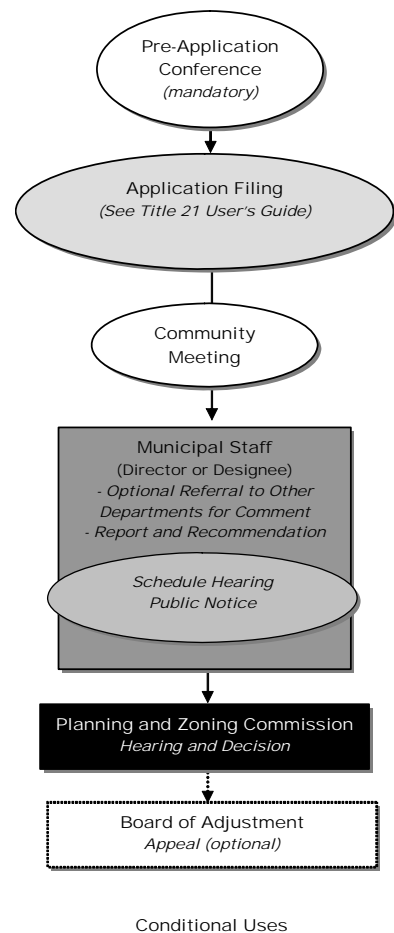 Pre-Application
Conference
(mandatory)
Application Filing
(See Title 21 User's Guide)
Community
Meeting
Municipal Staff
(Director or Designee)
- Optional Referral to Other
Departments for Comment
- Report and Recommendation
Schedule Hearing
Public Notice
Planning and Zoning Commission
Hearing and Decision
Board of Adjustment
Appeal (optional)
Conditional Uses